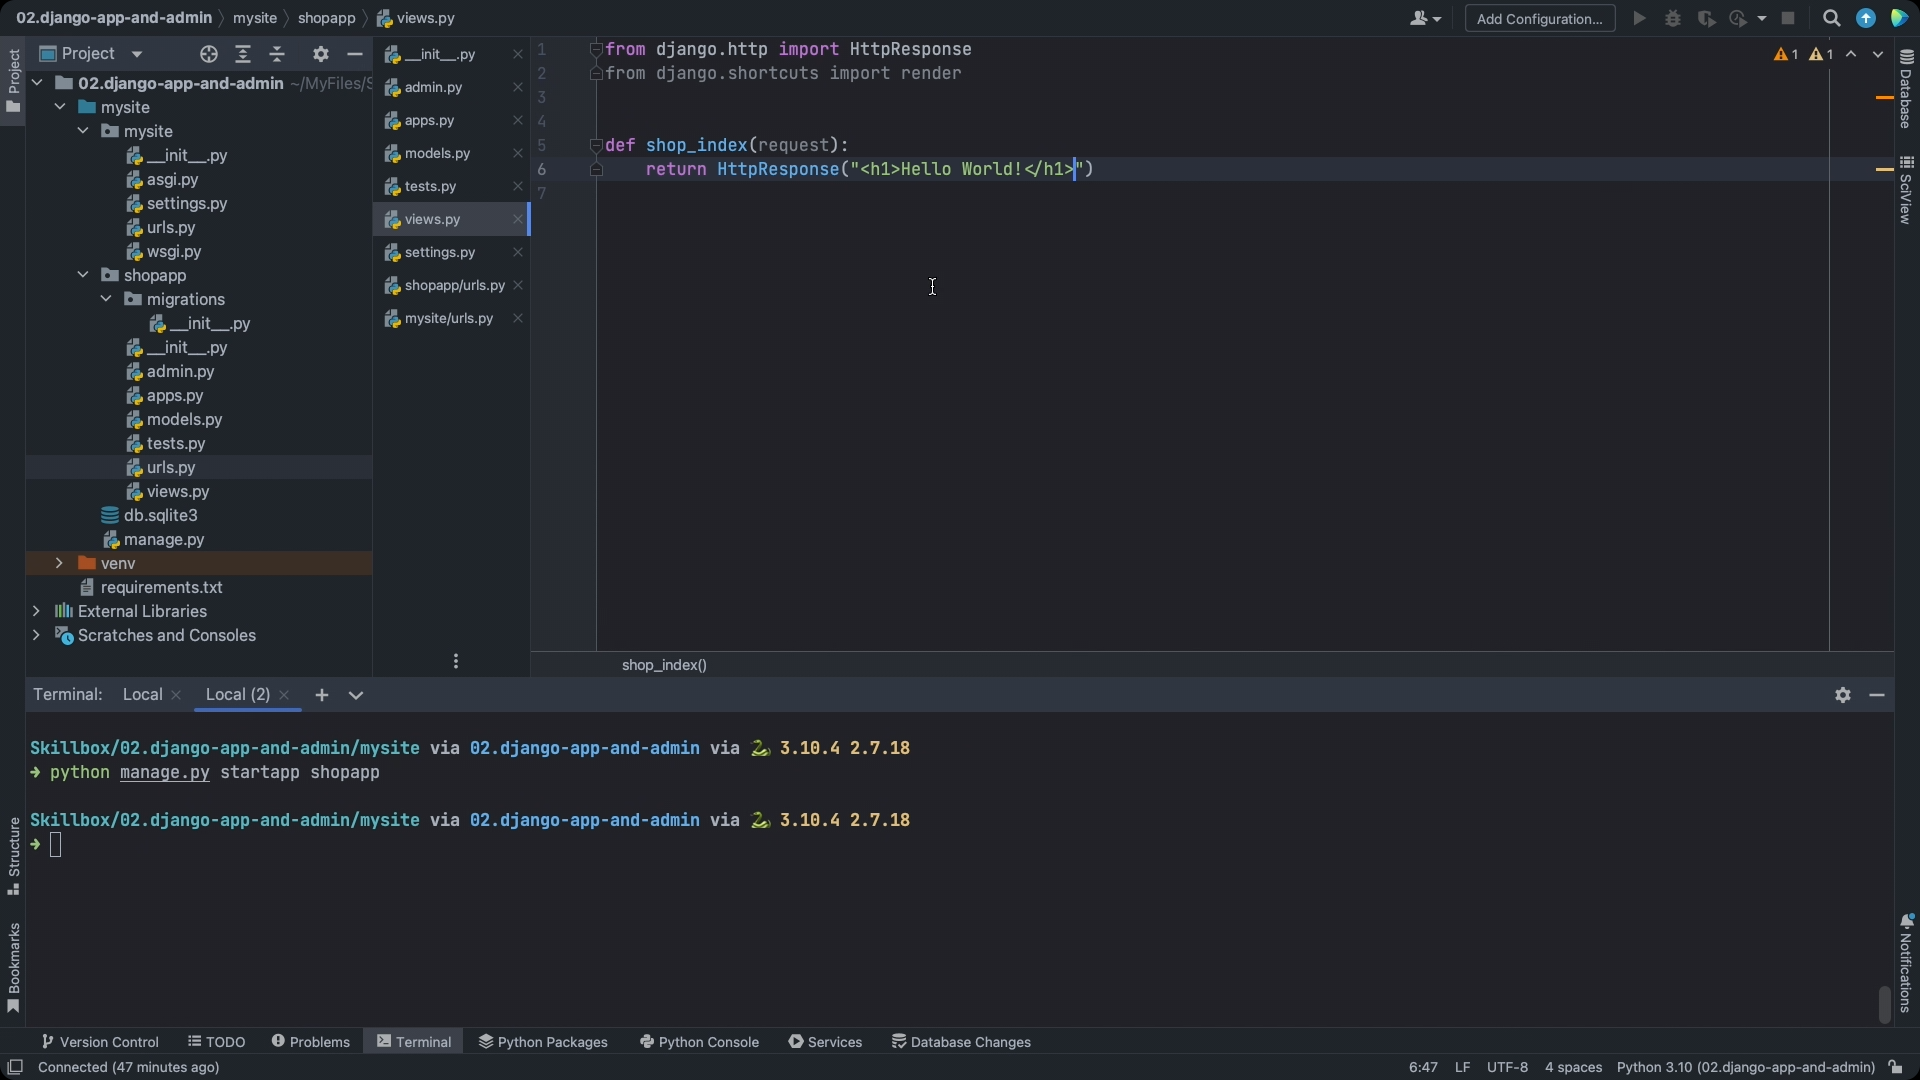 02.django-app-and-admin mysite shopapp views.py
Add Configuration...
Project
Project
02.django-app-and-admin ~/MyFiles/S
mysite
mysite
__init__.py
asgi.py
settings.py
urls.py
wsgi.py
shopapp
migrations
__init__.py
__init__.py
admin.py
apps.py
models.py
tests.py
urls.py
views.py
db.sqlite3
manage.py
venv
requirements.txt
External Libraries
Scratches and Consoles
__init__.py
admin.py
apps.py
models.py
tests.py
views.py
settings.py
shopapp/urls.py
mysite/urls.py
1 from django.http import HttpResponse
2 from django.shortcuts import render
3
4
5 def shop_index(request):
6 return HttpResponse("<h1>Hello World!</h1>")
7
1 1
Database
SciView
shop_index()
Terminal: Local Local (2)
Skillbox/02.django-app-and-admin/mysite via 02.django-app-and-admin via 3.10.4 2.7.18
→ python manage.py startapp shopapp
Skillbox/02.django-app-and-admin/mysite via 02.django-app-and-admin via 3.10.4 2.7.18
→
Structure
Bookmarks
Notifications
Version Control TODO Problems Terminal Python Packages Python Console Services Database Changes
Connected (47 minutes ago) 6:47 LF UTF-8 4 spaces Python 3.10 (02.django-app-and-admin)